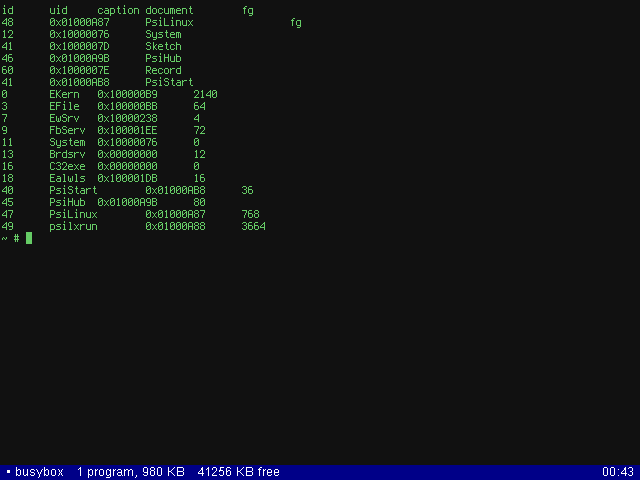 id uid caption document fg
48 0x01000A87 PsiLinux fg
12 0x10000076 System
41 0x1000007D Sketch
46 0x01000A9B PsiHub
60 0x1000007E Record
41 0x01000AB8 PsiStart
0 EKern 0x100000B9 2140
3 EFile 0x100000BB 64
7 EwSrv 0x10000238 4
9 FbServ 0x100001EE 72
11 System 0x10000076 0
13 Brdsrv 0x00000000 12
16 C32exe 0x00000000 0
18 Ealwls 0x100001DB 16
40 PsiStart 0x01000AB8 36
45 PsiHub 0x01000A9B 80
47 PsiLinux 0x01000A87 768
49 psilxrun 0x01000A88 3664
~ #
• busybox 1 program, 980 KB 41256 KB free 00:43